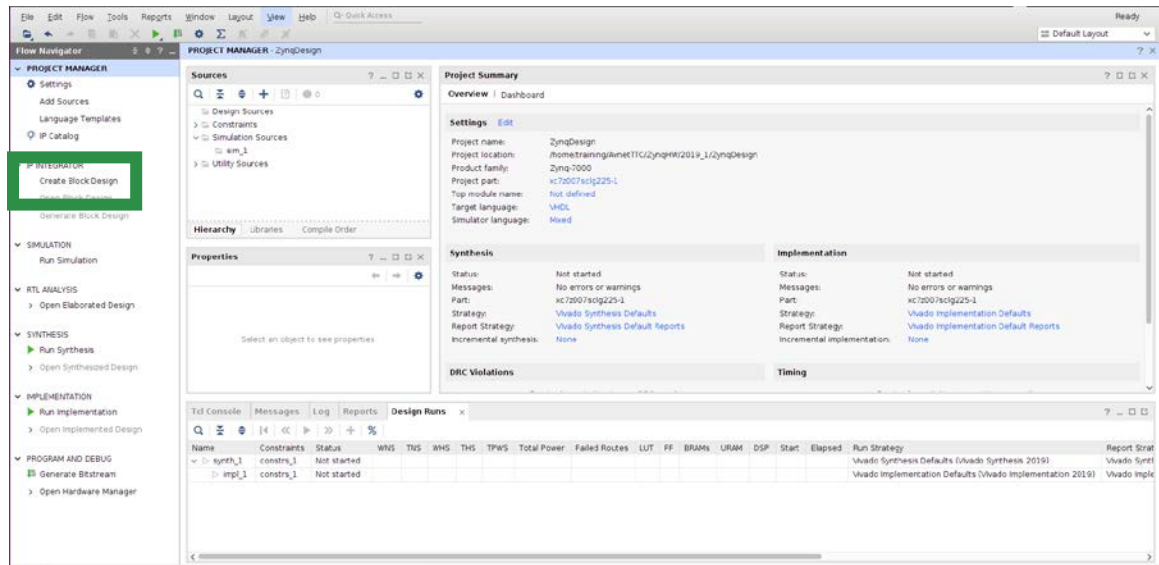 File Edit Flow Tools Reports Window Layout View Help Q- Quick Access Ready
Default Layout
Flow Navigator PROJECT MANAGER - ZynqDesign
PROJECT MANAGER
Settings
Add Sources
Language Templates
IP Catalog
IP INTEGRATOR
Create Block Design
Open Block Design
Generate Block Design
SIMULATION
Run Simulation
RTL ANALYSIS
Open Elaborated Design
SYNTHESIS
Run Synthesis
Open Synthesized Design
IMPLEMENTATION
Run Implementation
Open Implemented Design
PROGRAM AND DEBUG
Generate Bitstream
Open Hardware Manager
Sources
0
Design Sources
Constraints
Simulation Sources
sim_1
Utility Sources
Hierarchy Libraries Compile Order
Properties
Select an object to see properties
Project Summary
Overview | Dashboard
Settings Edit
Project name: ZynqDesign
Project location: /home/training/AvnetTTC/ZynqHW/2019_1/ZynqDesign
Product family: Zynq-7000
Project part: xc7z007sclg225-1
Top module name: Not defined
Target language: VHDL
Simulator language: Mixed
Synthesis
Status: Not started
Messages: No errors or warnings
Part: xc7z007sclg225-1
Strategy: Vivado Synthesis Defaults
Report Strategy: Vivado Synthesis Default Reports
Incremental synthesis: None
Implementation
Status: Not started
Messages: No errors or warnings
Part: xc7z007sclg225-1
Strategy: Vivado Implementation Defaults
Report Strategy: Vivado Implementation Default Reports
Incremental implementation: None
DRC Violations
Timing
Tcl Console Messages Log Reports Design Runs
Name Constraints Status WNS TNS WHS THS TPWS Total Power Failed Routes LUT FF BRAMs URAM DSP Start Elapsed Run Strategy Report Strat
synth_1 constrs_1 Not started Vivado Synthesis Defaults (Vivado Synthesis 2019) Vivado Synt
impl_1 constrs_1 Not started Vivado Implementation Defaults (Vivado Implementation 2019) Vivado Imple